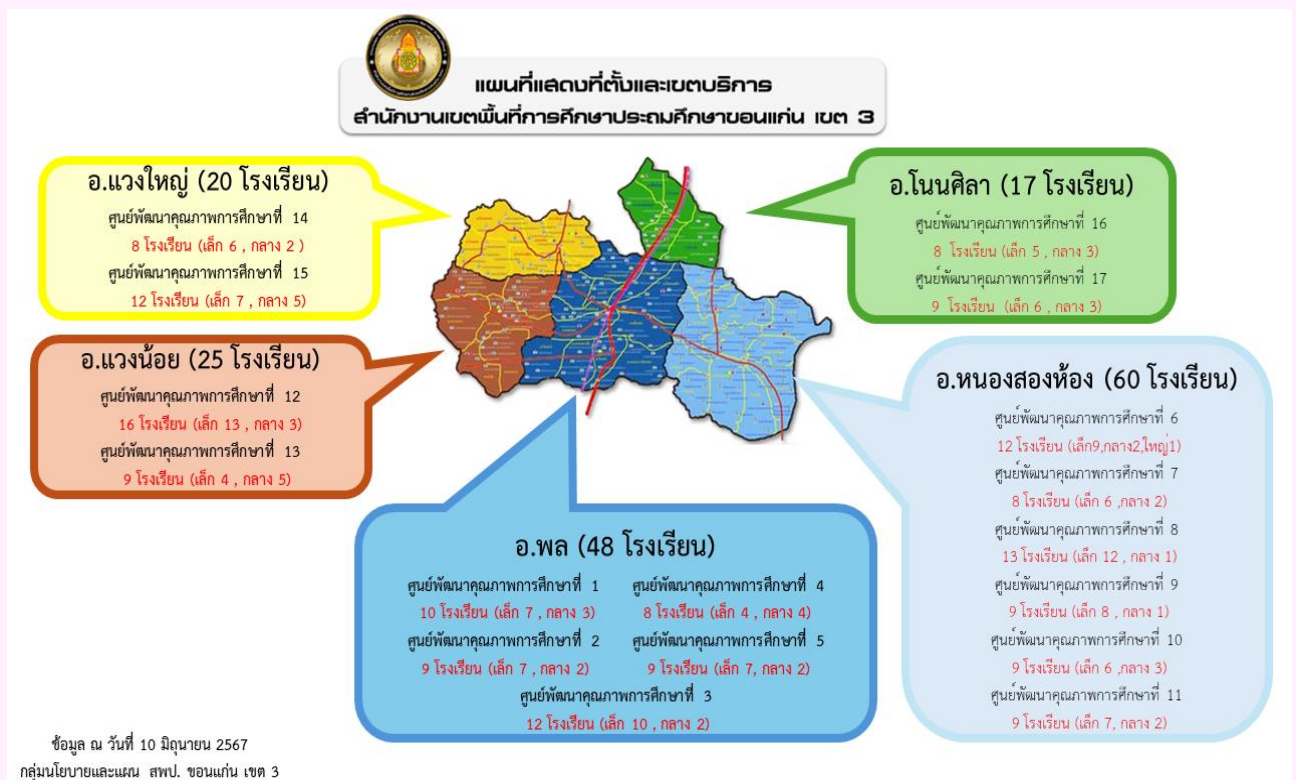 แผนที่แสดงที่ตั้งและเขตบริการ
สำนักงานเขตพื้นที่การศึกษาประถมศึกษาขอนแก่น เขต 3
อ.แวงใหญ่ (20 โรงเรียน)
ศูนย์พัฒนาคุณภาพการศึกษาที่ 14
8 โรงเรียน (เล็ก 6 , กลาง 2 )
ศูนย์พัฒนาคุณภาพการศึกษาที่ 15
12 โรงเรียน (เล็ก 7 , กลาง 5)
อ.แวงน้อย (25 โรงเรียน)
ศูนย์พัฒนาคุณภาพการศึกษาที่ 12
16 โรงเรียน (เล็ก 13 , กลาง 3)
ศูนย์พัฒนาคุณภาพการศึกษาที่ 13
9 โรงเรียน (เล็ก 4 , กลาง 5)
อ.โนนศิลา (17 โรงเรียน)
ศูนย์พัฒนาคุณภาพการศึกษาที่ 16
8 โรงเรียน (เล็ก 5 , กลาง 3)
ศูนย์พัฒนาคุณภาพการศึกษาที่ 17
9 โรงเรียน (เล็ก 6 , กลาง 3)
อ.หนองสองห้อง (60 โรงเรียน)
ศูนย์พัฒนาคุณภาพการศึกษาที่ 6
12 โรงเรียน (เล็ก9,กลาง2,ใหญ่1)
ศูนย์พัฒนาคุณภาพการศึกษาที่ 7
8 โรงเรียน (เล็ก 6 ,กลาง 2)
ศูนย์พัฒนาคุณภาพการศึกษาที่ 8
13 โรงเรียน (เล็ก 12 , กลาง 1)
ศูนย์พัฒนาคุณภาพการศึกษาที่ 9
9 โรงเรียน (เล็ก 8 , กลาง 1)
ศูนย์พัฒนาคุณภาพการศึกษาที่ 10
9 โรงเรียน (เล็ก 6 ,กลาง 3)
ศูนย์พัฒนาคุณภาพการศึกษาที่ 11
9 โรงเรียน (เล็ก 7, กลาง 2)
อ.พล (48 โรงเรียน)
ศูนย์พัฒนาคุณภาพการศึกษาที่ 1
10 โรงเรียน (เล็ก 7 , กลาง 3)
ศูนย์พัฒนาคุณภาพการศึกษาที่ 2
9 โรงเรียน (เล็ก 7 , กลาง 2)
ศูนย์พัฒนาคุณภาพการศึกษาที่ 4
8 โรงเรียน (เล็ก 4 , กลาง 4)
ศูนย์พัฒนาคุณภาพการศึกษาที่ 5
9 โรงเรียน (เล็ก 7, กลาง 2)
ศูนย์พัฒนาคุณภาพการศึกษาที่ 3
12 โรงเรียน (เล็ก 10 , กลาง 2)
ข้อมูล ณ วันที่ 10 มิถุนายน 2567
กลุ่มนโยบายและแผน สพป. ขอนแก่น เขต 3